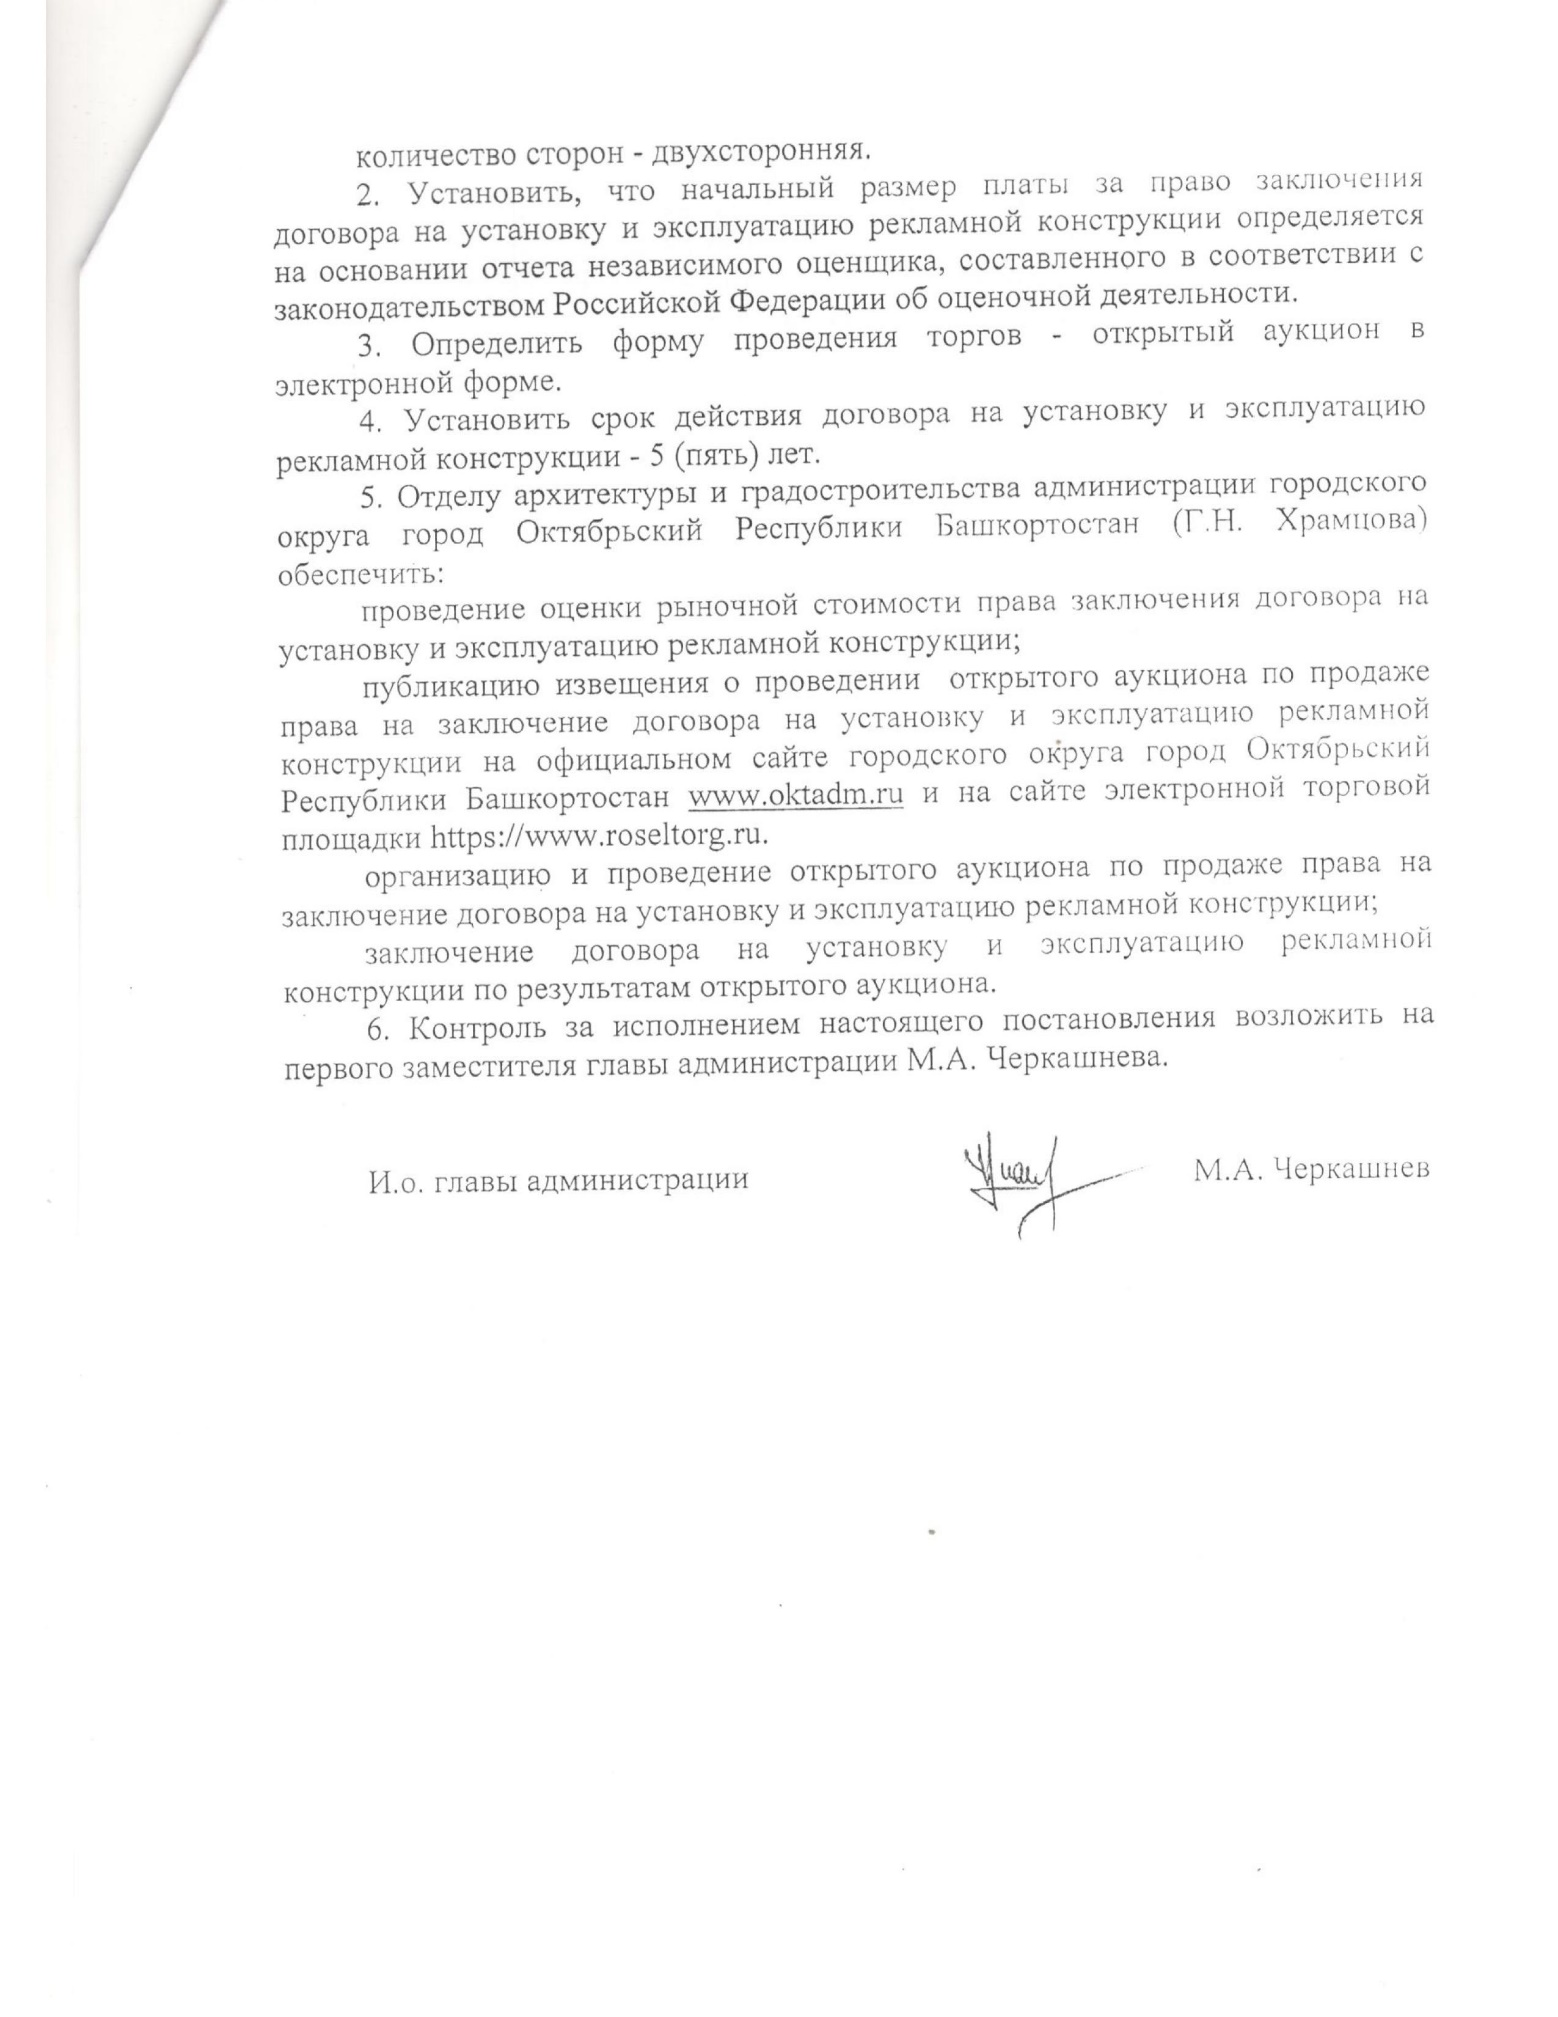 количество сторон - двухсторонняя.
2. Установить, что начальный размер платы за право заключения
договора на установку и эксплуатацию рекламной конструкции определяется
на основании отчета независимого оценщика, составленного в соответствии с
законодательством Российской Федерации об оценочной деятельности.
3. Определить форму проведения торгов - открытый аукцион в
электронной форме.
4. Установить срок действия договора на установку и эксплуатацию
рекламной конструкции - 5 (пять) лет.
5. Отделу архитектуры и градостроительства администрации городского
округа город Октябрьский Республики Башкортостан (Г.Н. Храмцова)
обеспечить:
проведение оценки рыночной стоимости права заключения договора на
установку и эксплуатацию рекламной конструкции;
публикацию извещения о проведении открытого аукциона по продаже
права на заключение договора на установку и эксплуатацию рекламной
конструкции на официальном сайте городского округа город Октябрьский
Республики Башкортостан www.oktadm.ru и на сайте электронной торговой
площадки https://www.roseltorg.ru.
организацию и проведение открытого аукциона по продаже права на
заключение договора на установку и эксплуатацию рекламной конструкции;
заключение договора на установку и эксплуатацию рекламной
конструкции по результатам открытого аукциона.
6. Контроль за исполнением настоящего постановления возложить на
первого заместителя главы администрации М.А. Черкашнева.
И.о. главы администрации М.А. Черкашнев